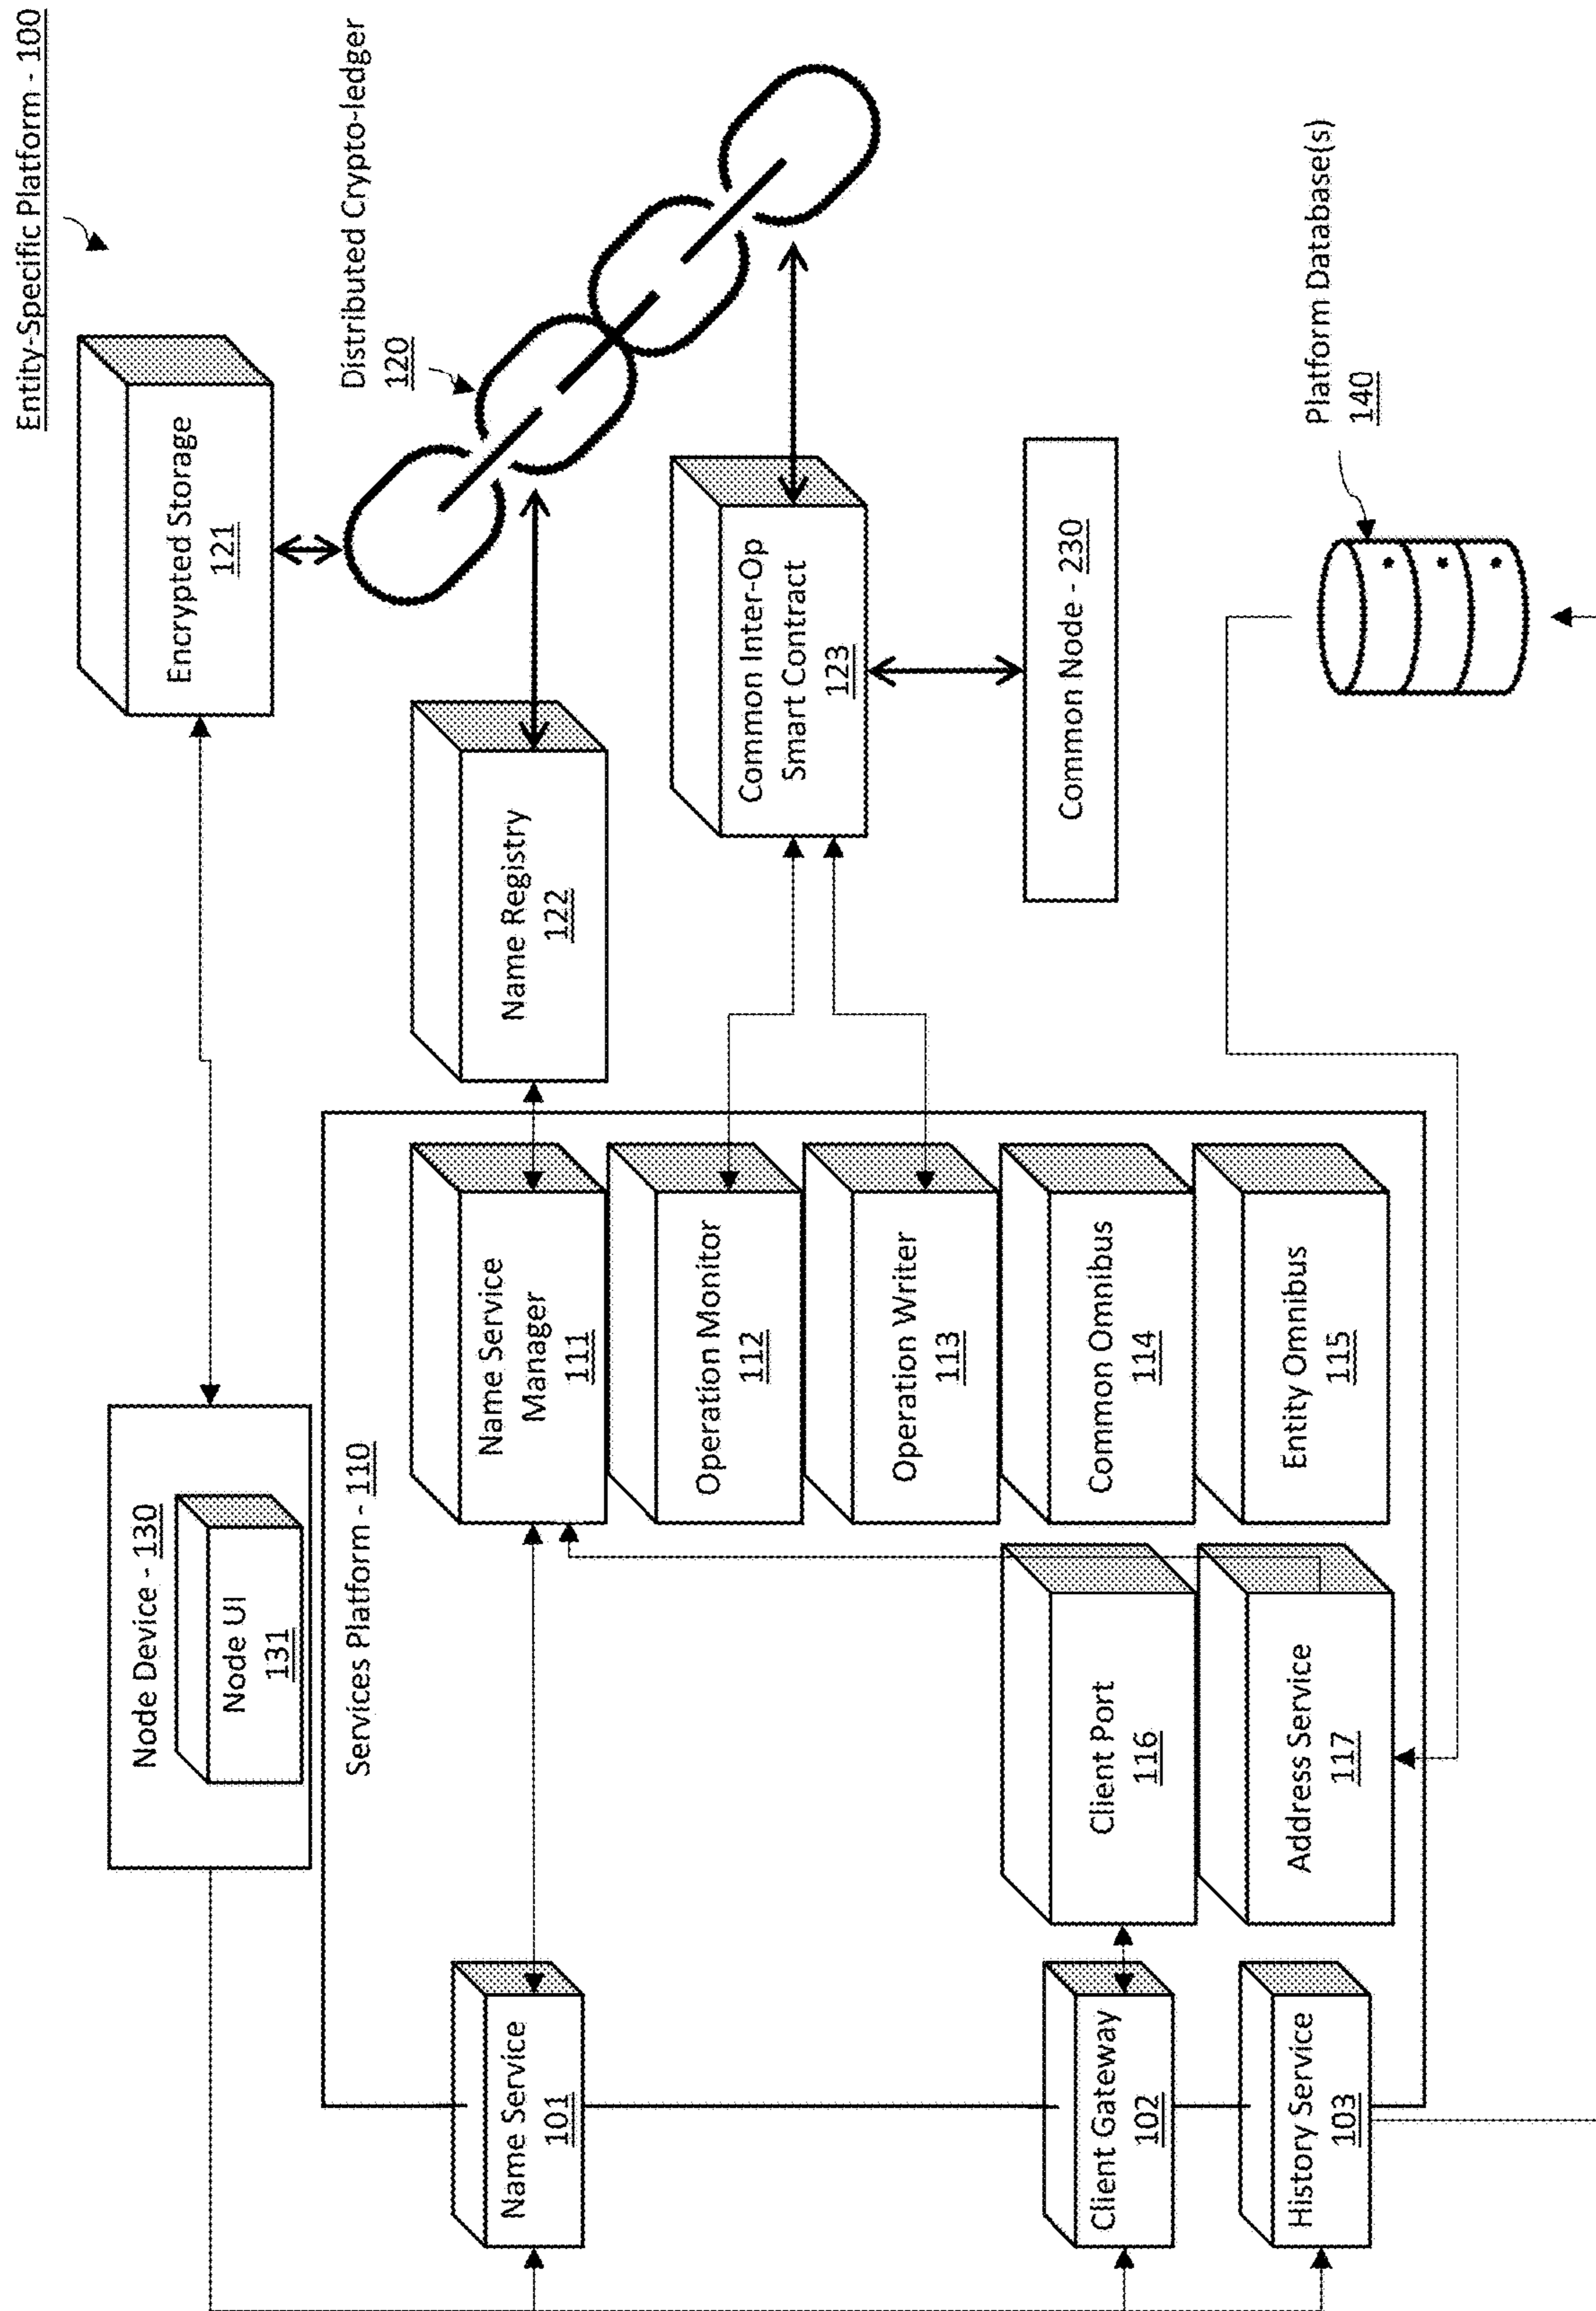 Entity-Specific Platform - 100
Node Device - 130
Node UI
131
Encrypted Storage
121
Distributed Crypto-ledger
120
Services Platform - 110
Name Service
101
Name Service
Manager
111
Name Registry
122
Operation Monitor
112
Common Inter-Op
Smart Contract
123
Operation Writer
113
Common Node - 230
Client Gateway
102
Client Port
116
Common Omnibus
114
History Service
103
Address Service
117
Entity Omnibus
115
Platform Database(s)
140